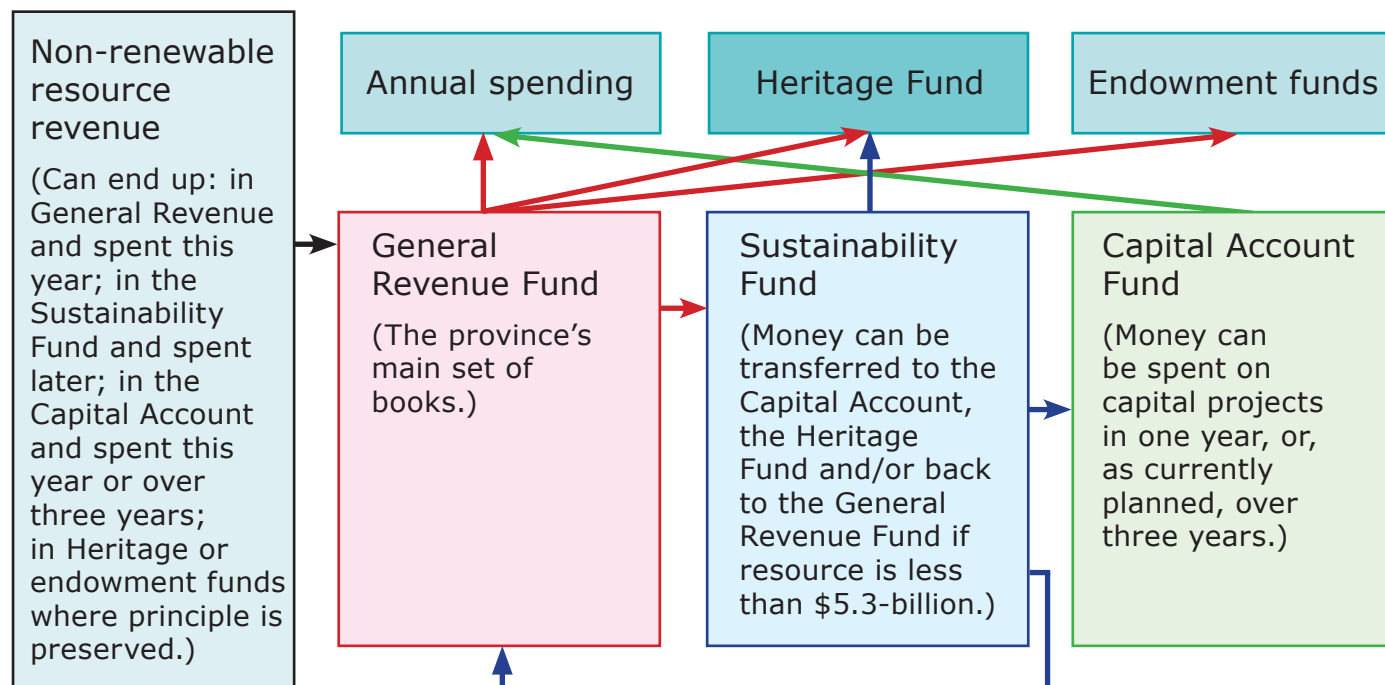 Non-renewable
resource
revenue
(Can end up: in
General Revenue
and spent this
year; in the
Sustainability
Fund and spent
later; in the
Capital Account
and spent this
year or over
three years;
in Heritage or
endowment funds
where principle is
preserved.)
Annual spending
Heritage Fund
Endowment funds
General
Revenue Fund
(The province’s
main set of
books.)
Sustainability
Fund
(Money can be
transferred to the
Capital Account,
the Heritage
Fund and/or back
to the General
Revenue Fund if
resource is less
than $5.3-billion.)
Capital Account
Fund
(Money can
be spent on
capital projects
in one year, or,
as currently
planned, over
three years.)